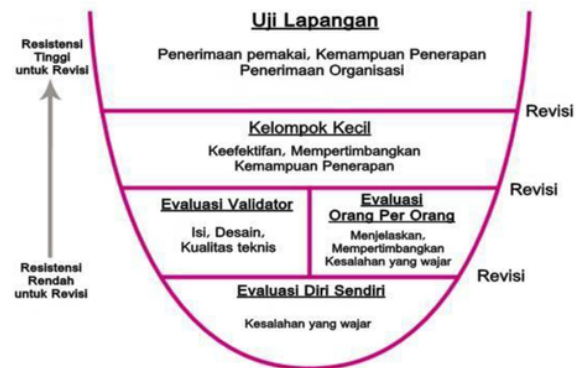 Uji Lapangan
Penerimaan pemakai, Kemampuan Penerapan
Penerimaan Organisasi
Resistensi
Tinggi
untuk Revisi
Revisi
Kelompok Kecil
Keefektifan, Mempertimbangkan
Kemampuan Penerapan
Revisi
Evaluasi Validator
Isi, Desain,
Kualitas teknis
Evaluasi
Orang Per Orang
Menjelaskan,
Mempertimbangkan
Kesalahan yang wajar
Revisi
Resistensi
Rendah
untuk Revisi
Evaluasi Diri Sendiri
Kesalahan yang wajar